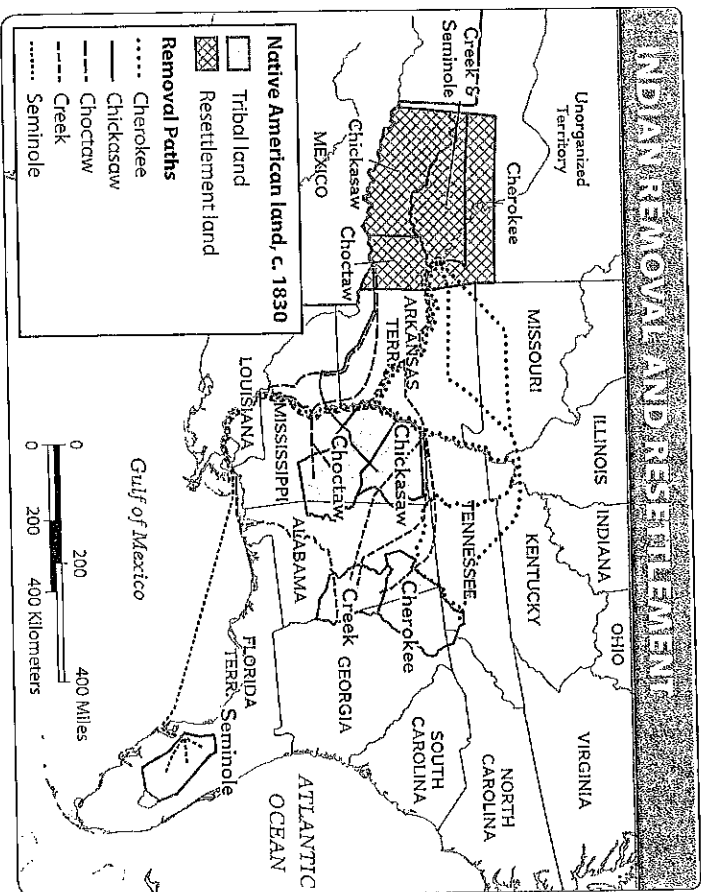 INDIAN REMOVAL AND RESETTLEMENT
Unorganized
Territory
Cherokee
Creek &
Seminole
Chickasaw
MEXICO
Choctaw
MISSOURI
ILLINOIS
INDIANA
OHIO
KENTUCKY
VIRGINIA
NORTH
CAROLINA
SOUTH
CAROLINA
TENNESSEE
ARKANSAS
TERR.
Chickasaw
Choctaw
Cherokee
Creek
GEORGIA
ALABAMA
MISSISSIPPI
LOUISIANA
FLORIDA
TERR.
Seminole
ATLANTIC
OCEAN
Gulf of Mexico
0 200 400 Miles
0 200 400 Kilometers
Native American land, c. 1830
Tribal land
Resettlement land
Removal Paths
Cherokee
Chickasaw
Choctaw
Creek
Seminole